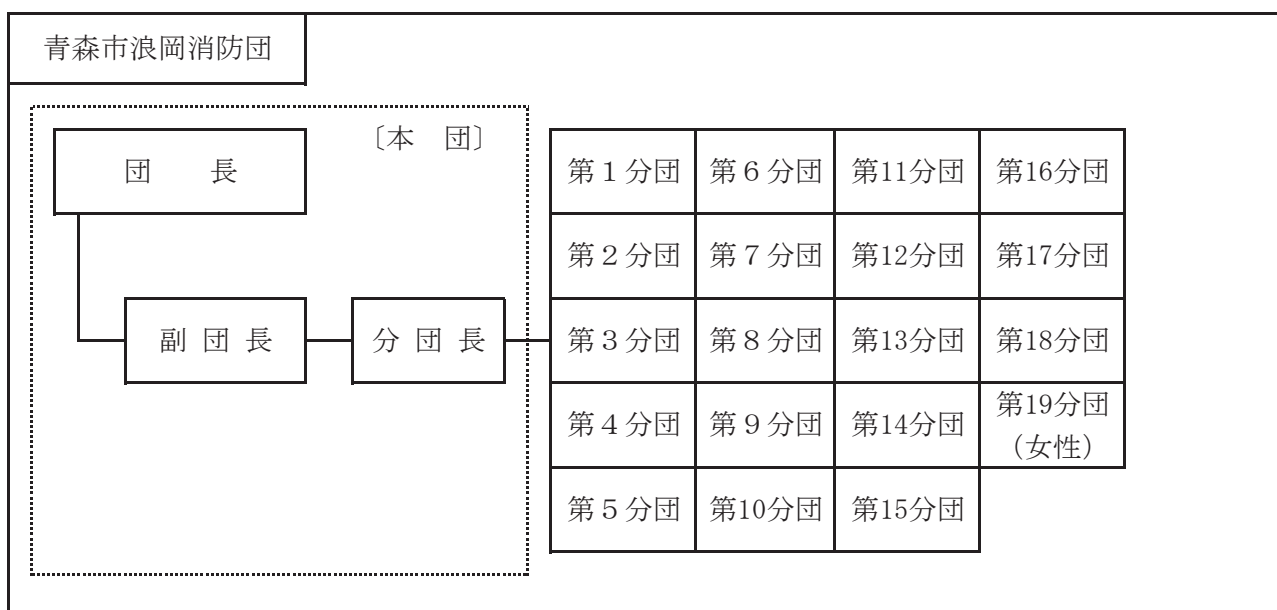 青森市浪岡消防団
〔本　団〕
団　　長
副 団 長
分 団 長
第１分団
第６分団
第11分団
第16分団
第２分団
第７分団
第12分団
第17分団
第３分団
第８分団
第13分団
第18分団
第４分団
第９分団
第14分団
第19分団
（女性）
第５分団
第10分団
第15分団